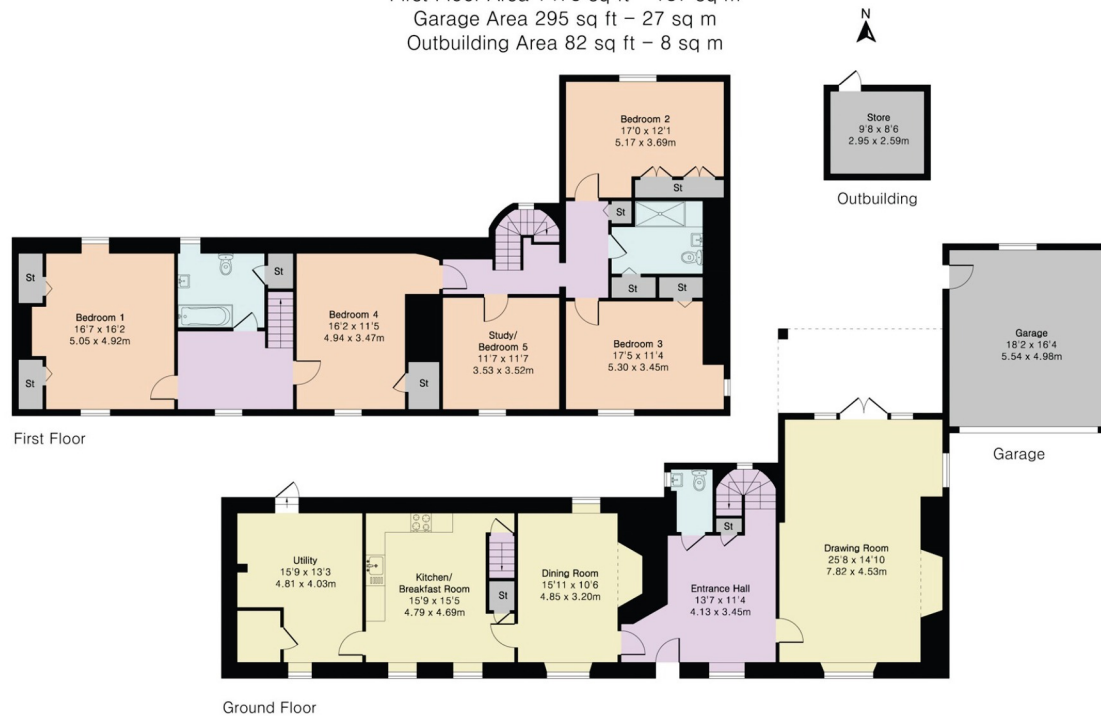 Garage Area 295 sq ft – 27 sq m
Outbuilding Area 82 sq ft – 8 sq m
N
Bedroom 2
17'0 x 12'1
5.17 x 3.69m
St
Store
9'8 x 8'6
2.95 x 2.59m
Outbuilding
St
St
Bedroom 1
16'7 x 16'2
5.05 x 4.92m
St
St
Bedroom 4
16'2 x 11'5
4.94 x 3.47m
St
Study/
Bedroom 5
11'7 x 11'7
3.53 x 3.52m
St
St
Bedroom 3
17'5 x 11'4
5.30 x 3.45m
First Floor
Garage
18'2 x 16'4
5.54 x 4.98m
Garage
Utility
15'9 x 13'3
4.81 x 4.03m
Kitchen/
Breakfast Room
15'9 x 15'5
4.79 x 4.69m
St
Dining Room
15'11 x 10'6
4.85 x 3.20m
St
Entrance Hall
13'7 x 11'4
4.13 x 3.45m
Drawing Room
25'8 x 14'10
7.82 x 4.53m
Ground Floor